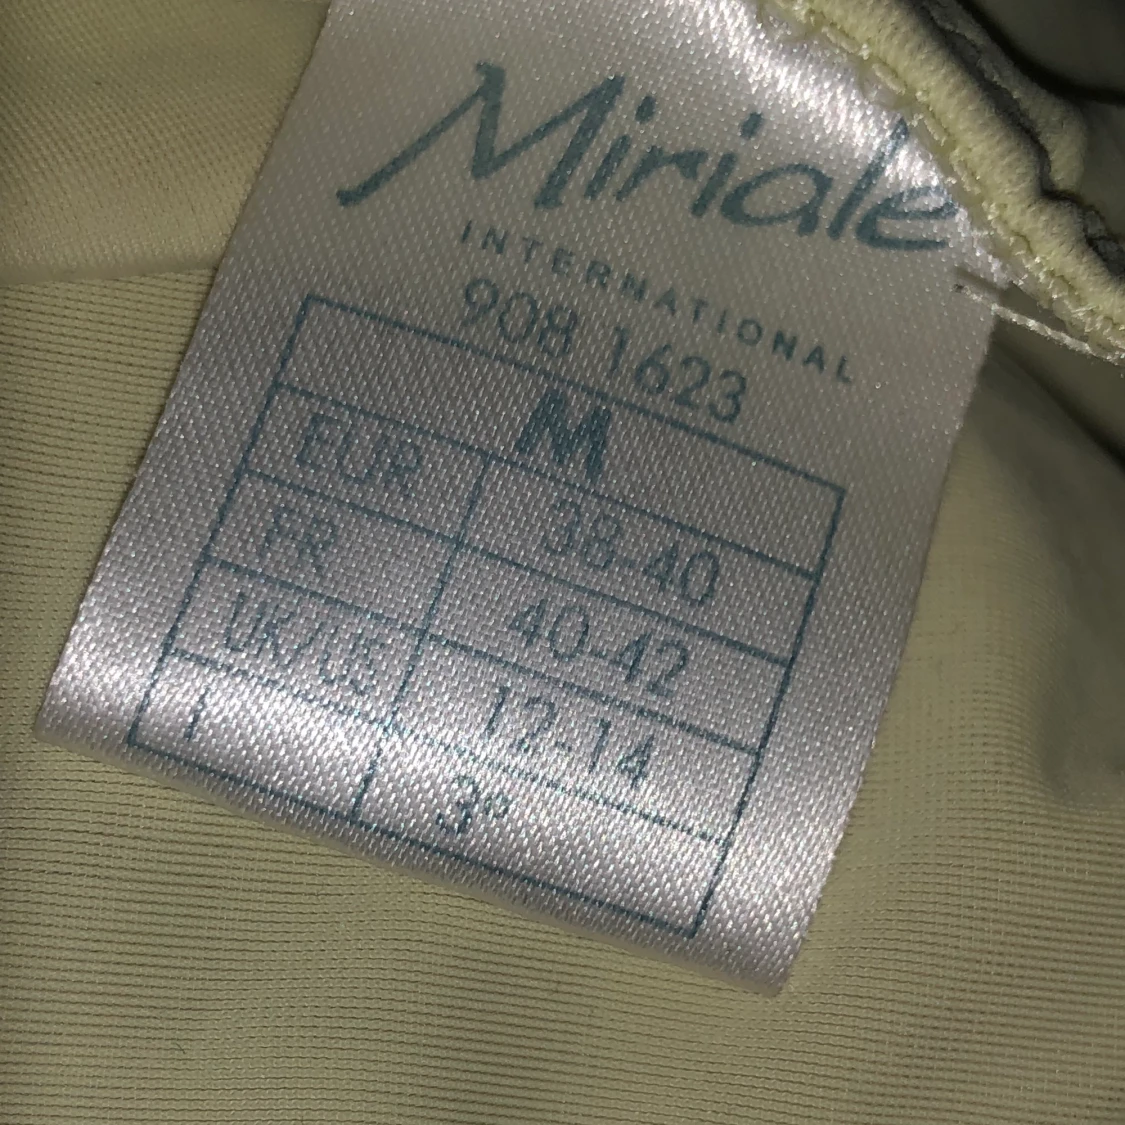 Miriale
INTERNATIONAL
908 1623
M
EUR 38-40
FR 40-42
UK/US 12-14
I 3°